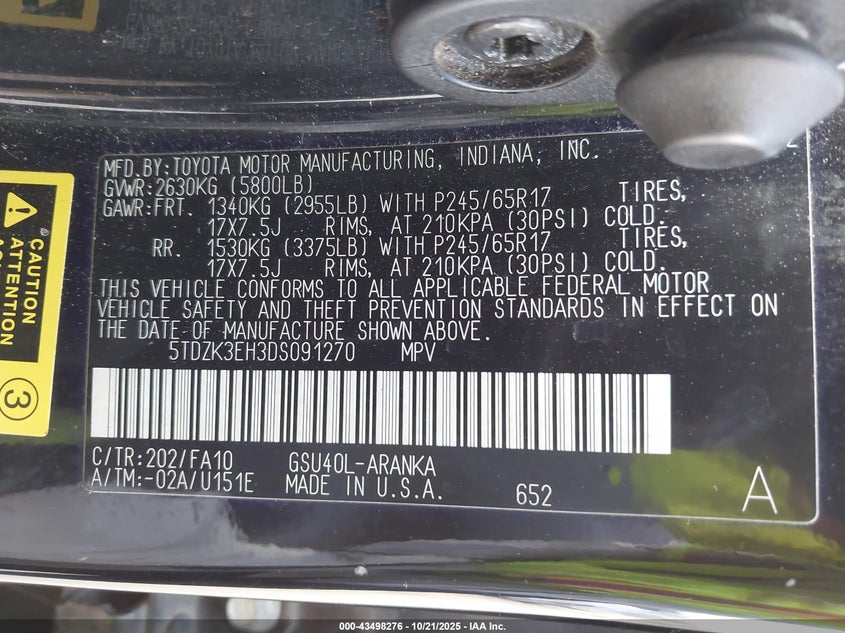 MFD.BY:TOYOTA MOTOR MANUFACTURING, INDIANA, INC.
GVWR:2630KG (5800LB)
GAWR:FRT. 1340KG (2955LB) WITH P245/65R17 TIRES,
17X7.5J RIMS, AT 210KPA (30PSI) COLD.
RR. 1530KG (3375LB) WITH P245/65R17 TIRES,
17X7.5J RIMS, AT 210KPA (30PSI) COLD.
THIS VEHICLE CONFORMS TO ALL APPLICABLE FEDERAL MOTOR
VEHICLE SAFETY AND THEFT PREVENTION STANDARDS IN EFFECT ON
THE DATE OF MANUFACTURE SHOWN ABOVE.
5TDZK3EH3DS091270 MPV
C/TR:202/FA10 GSU40L-ARANKA
A/TM:-02A/U151E MADE IN U.S.A. 652 A
CAUTION
ATTENTION
3
000-43498276 - 10/21/2025 - IAA Inc.